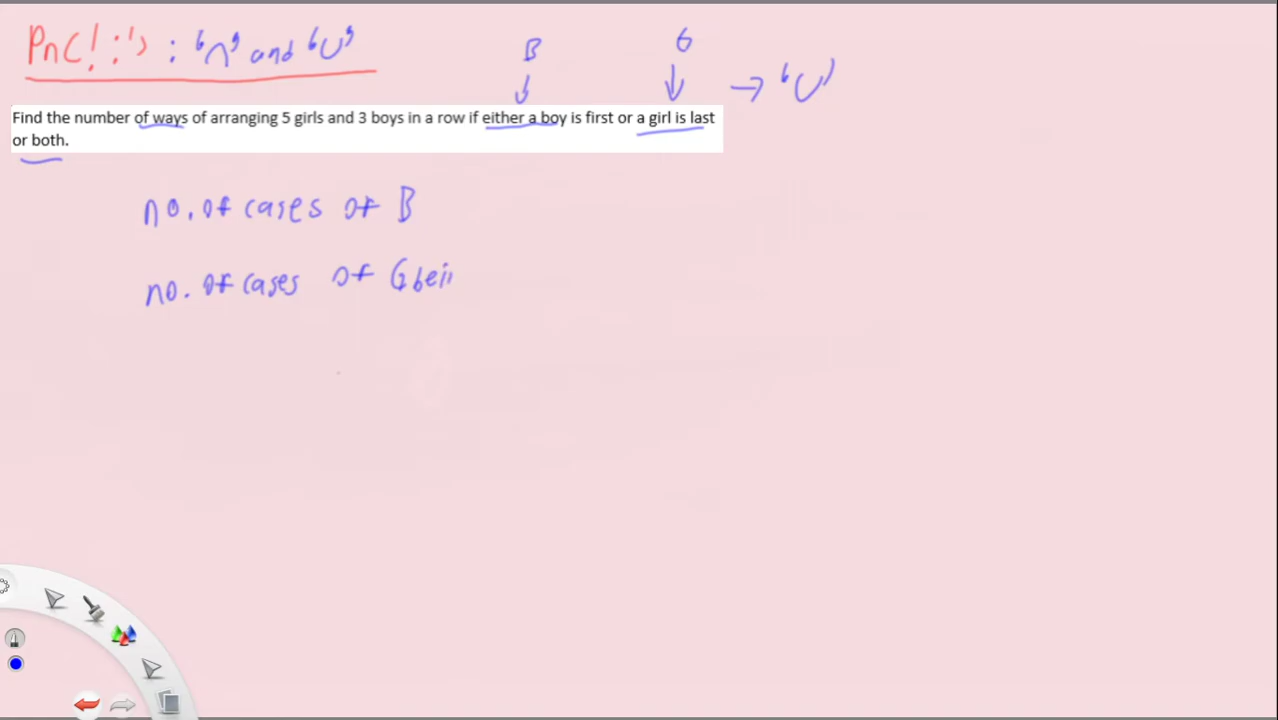 PnC(!∵') : '∩' and '∪'
B G → '∪'
Find the number of ways of arranging 5 girls and 3 boys in a row if either a boy is first or a girl is last
or both.
no. of cases of B
no. of cases of G bein